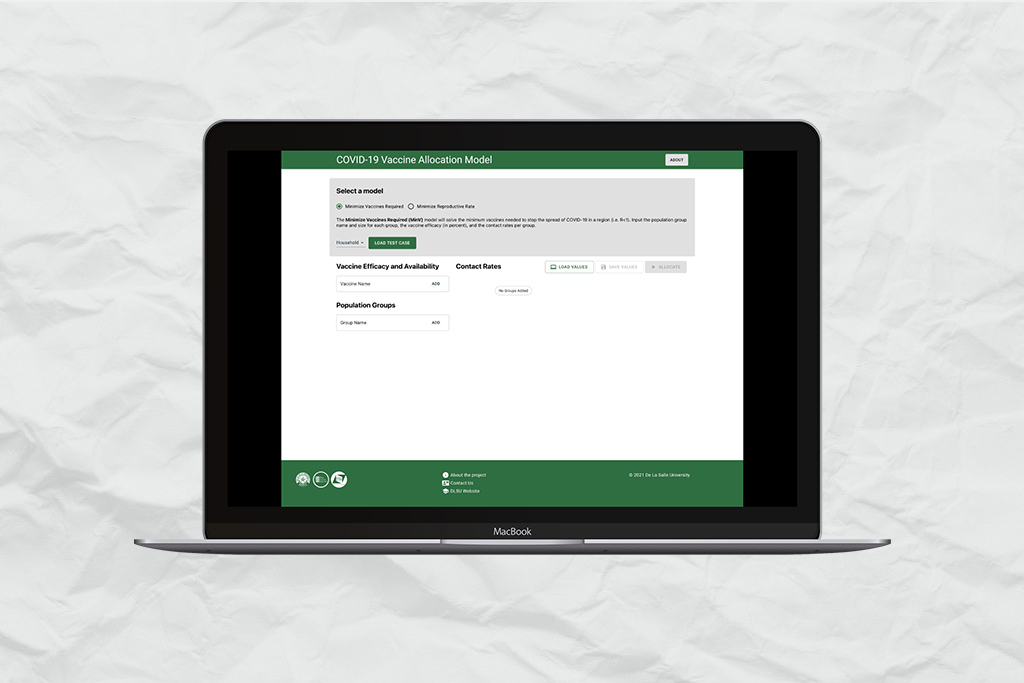 COVID-19 Vaccine Allocation Model
ABOUT
Select a model
Minimize Vaccines Required
Minimize Reproductive Rate
The Minimize Vaccines Required (MinV) model will solve the minimum vaccines needed to stop the spread of COVID-19 in a region (i.e. R<1). Input the population group
name and size for each group, the vaccine efficacy (in percent), and the contact rates per group.
Household
LOAD TEST CASE
Vaccine Efficacy and Availability
Contact Rates
LOAD VALUES
SAVE VALUES
ALLOCATE
Vaccine Name
ADD
No Groups Added
Population Groups
Group Name
ADD
About the project
Contact Us
DLSU Website
© 2021 De La Salle University
MacBook